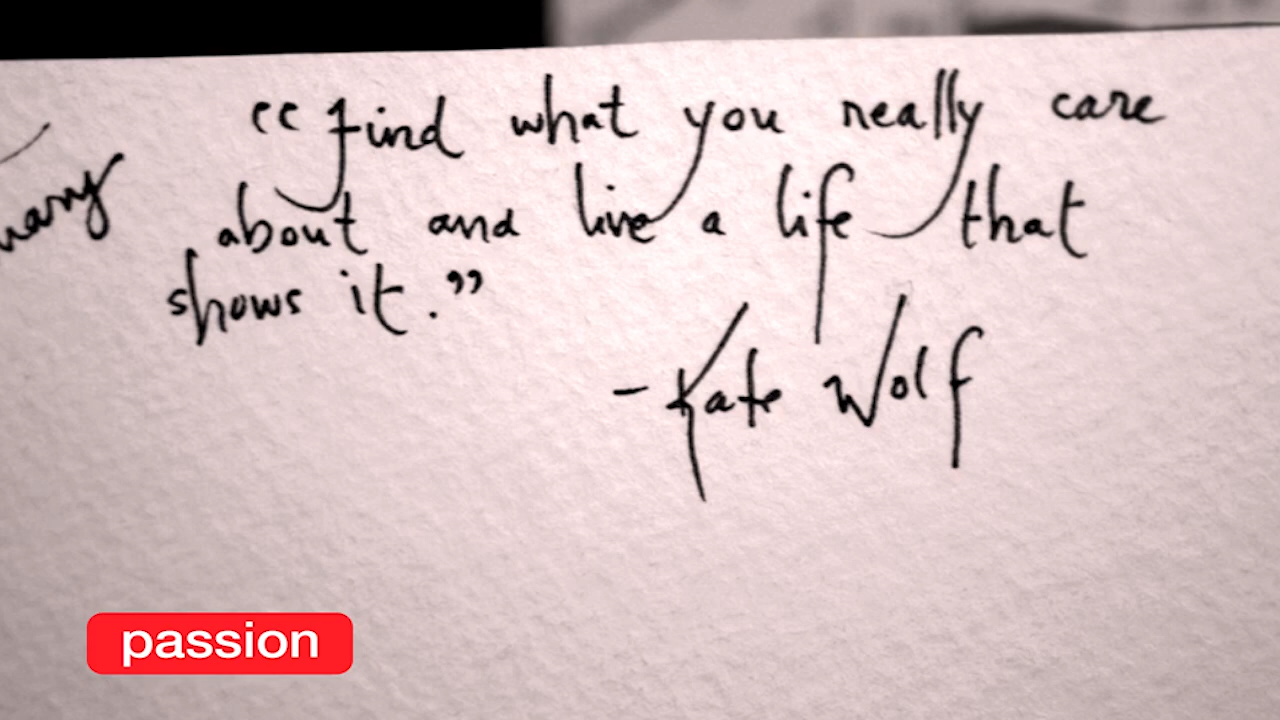 “find what you really care
about and live a life that
shows it.”
- Kate Wolf
passion